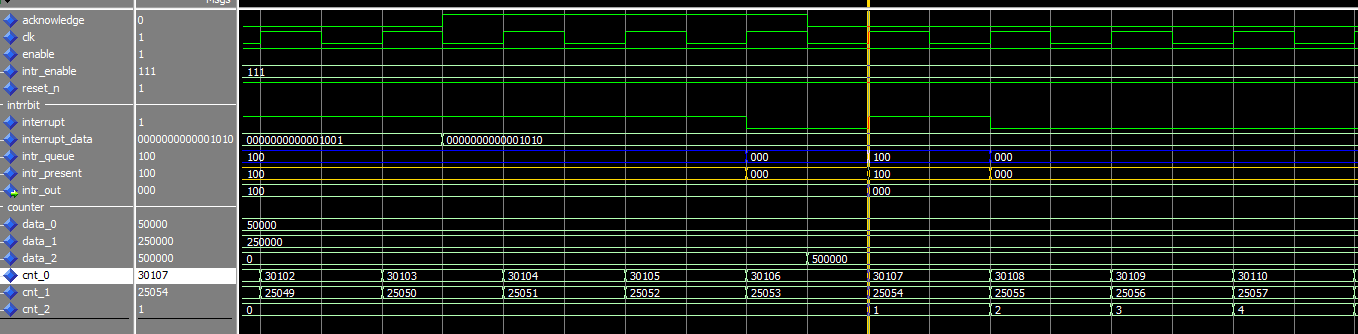 Msgs
acknowledge 0
clk 1
enable 1
intr_enable 111 111
reset_n 1
intrrbit
interrupt 1
interrupt_data 0000000000001010 0000000000001001 0000000000001010
intr_queue 100 100 000 100 000
intr_present 100 100 000 100 000
intr_out 000 100 000
counter
data_0 50000 50000
data_1 250000 250000
data_2 500000 0 500000
cnt_0 30107 30102 30103 30104 30105 30106 30107 30108 30109 30110
cnt_1 25054 25049 25050 25051 25052 25053 25054 25055 25056 25057
cnt_2 1 0 1 2 3 4